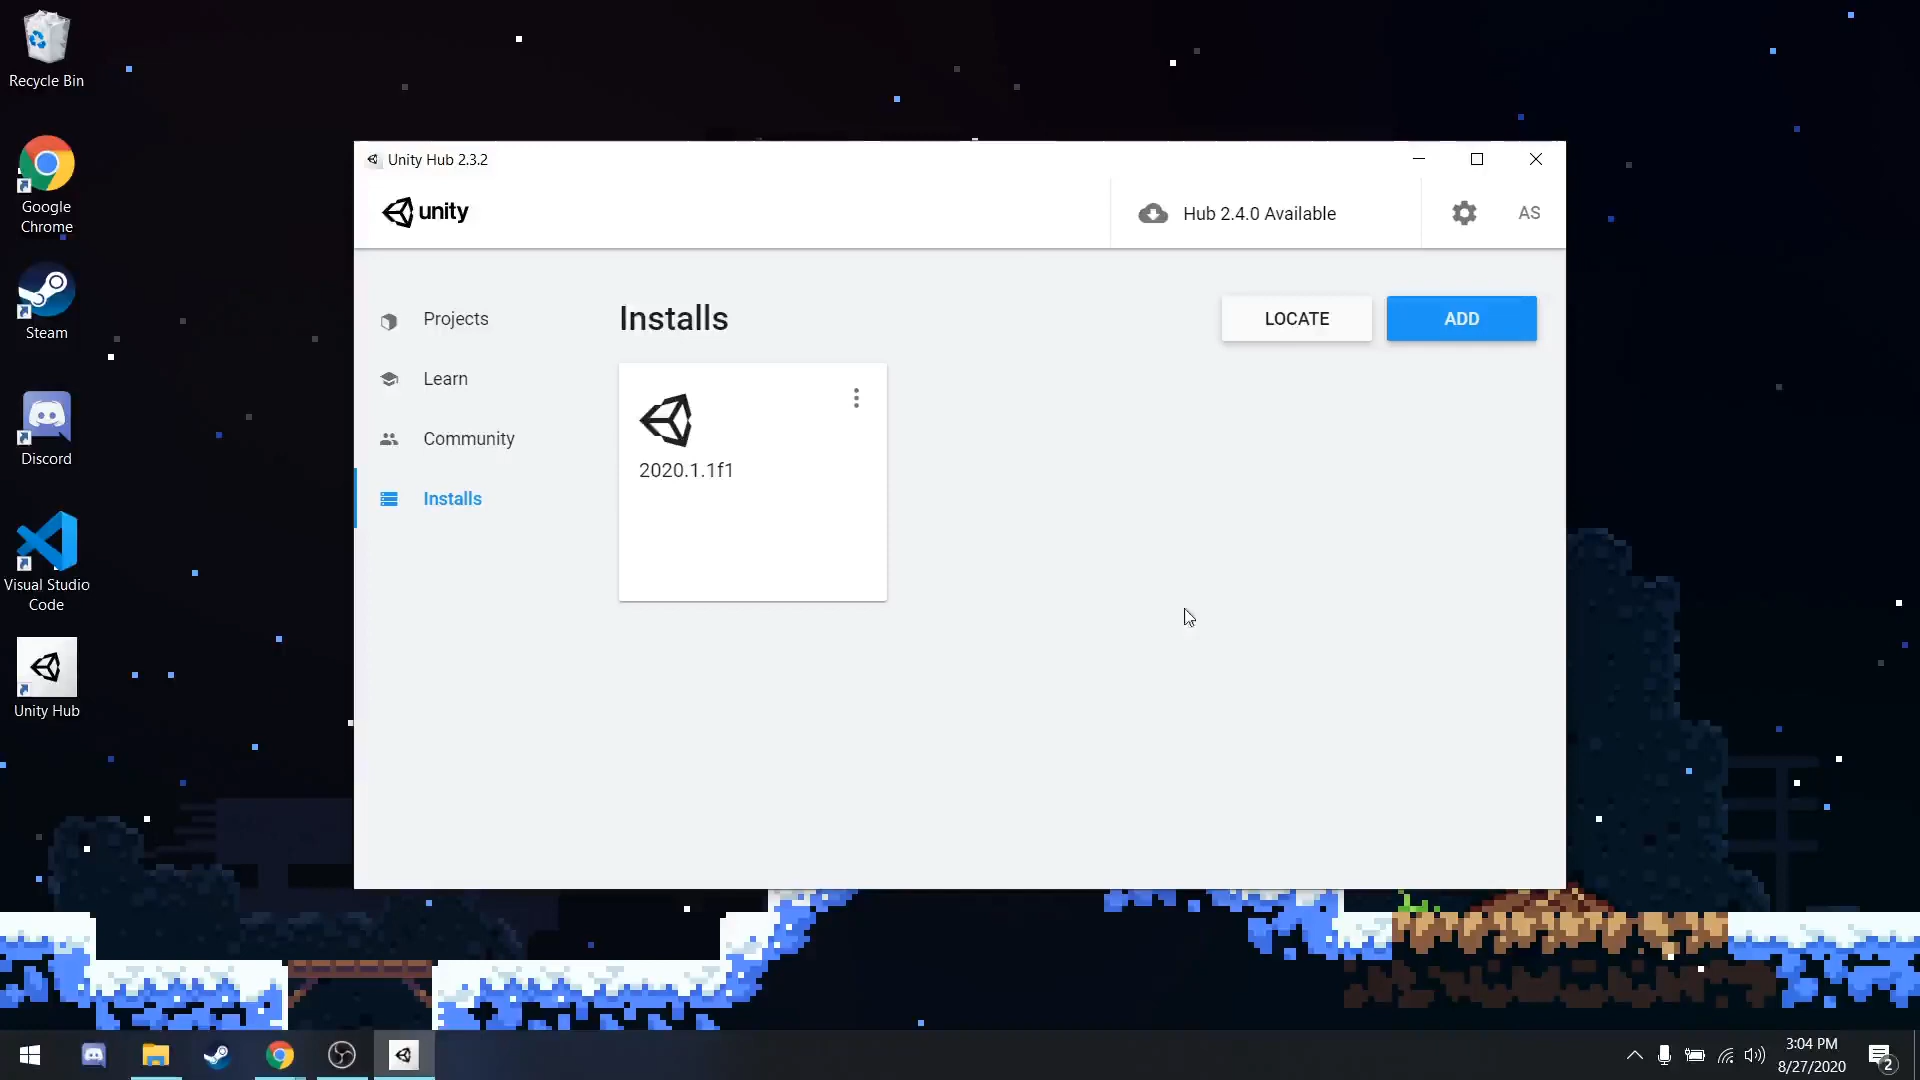 Recycle Bin
Google
Chrome
Steam
Discord
Visual Studio
Code
Unity Hub
Unity Hub 2.3.2
unity
Hub 2.4.0 Available
AS
Projects
Learn
Community
Installs
Installs
LOCATE
ADD
2020.1.1f1
3:04 PM
8/27/2020
2